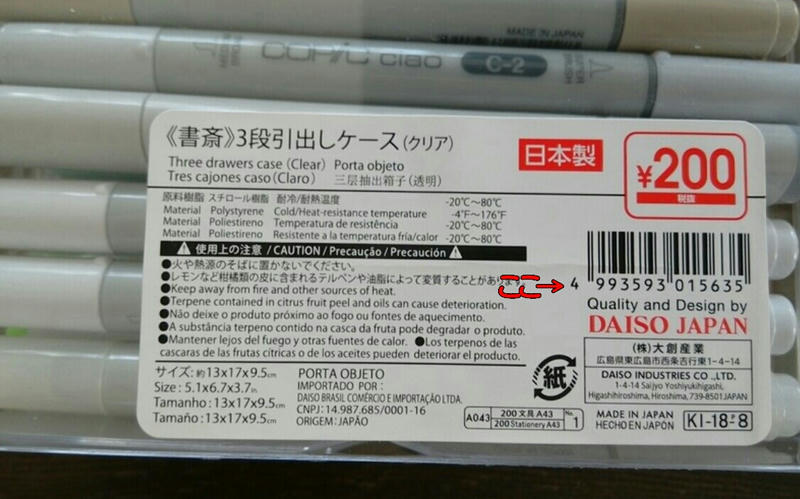 MADE IN JAPAN
COPIC ciao
C-2
《書斎》3段引出しケース(クリア)
Three drawers case (Clear) Porta objeto
Tres cajones caso (Claro) 三层抽出箱子(透明)
日本製
¥200
税抜
原料樹脂 スチロール樹脂 耐冷/耐熱温度 -20℃～80℃
Material Polystyrene Cold/Heat-resistance temperature -4°F～176°F
Material Poliestireno Temperatura de resistência -20℃～80℃
Material Poliestireno Resistente a la temperatura fría/calor -20℃～80℃
使用上の注意 / CAUTION / Precaução / Precaución
●火や熱源のそばに置かないでください。
●レモンなど柑橘類の皮に含まれるテルペンや油脂によって変質することがあります。
●Keep away from fire and other sources of heat.
●Terpene contained in citrus fruit peel and oils can cause deterioration.
●Não deixe o produto próximo ao fogo ou fontes de aquecimento.
●A substância terpeno contido na casca da fruta pode degradar o produto.
●Mantener lejos del fuego y otras fuentes de calor. ●Los terpenos de las
cascaras de las frutas cítricas o de los aceites pueden deteriorar el producto.
4 993593 015635
Quality and Design by
DAISO JAPAN
(株)大創産業
広島県東広島市西条吉行東1-4-14
DAISO INDUSTRIES CO.,LTD.
1-4-14 Saijyo Yoshiyukihigashi,
Higashihiroshima, Hiroshima, 739-8501JAPAN
サイズ:約13×17×9.5cm
Size : 5.1x6.7x3.7in
Tamanho : 13×17×9.5cm
Tamaño : 13×17×9.5cm
PORTA OBJETO
IMPORTADO POR :
DAISO BRASIL COMÉRCIO E IMPORTAÇÃO LTDA.
CNPJ: 14.987.685/0001-16
ORIGEM: JAPÃO
紙
A043 200 文具 A43 No.
200 Stationery A43 1
MADE IN JAPAN
HECHO EN JAPÓN
KI-18-ﾃ-8